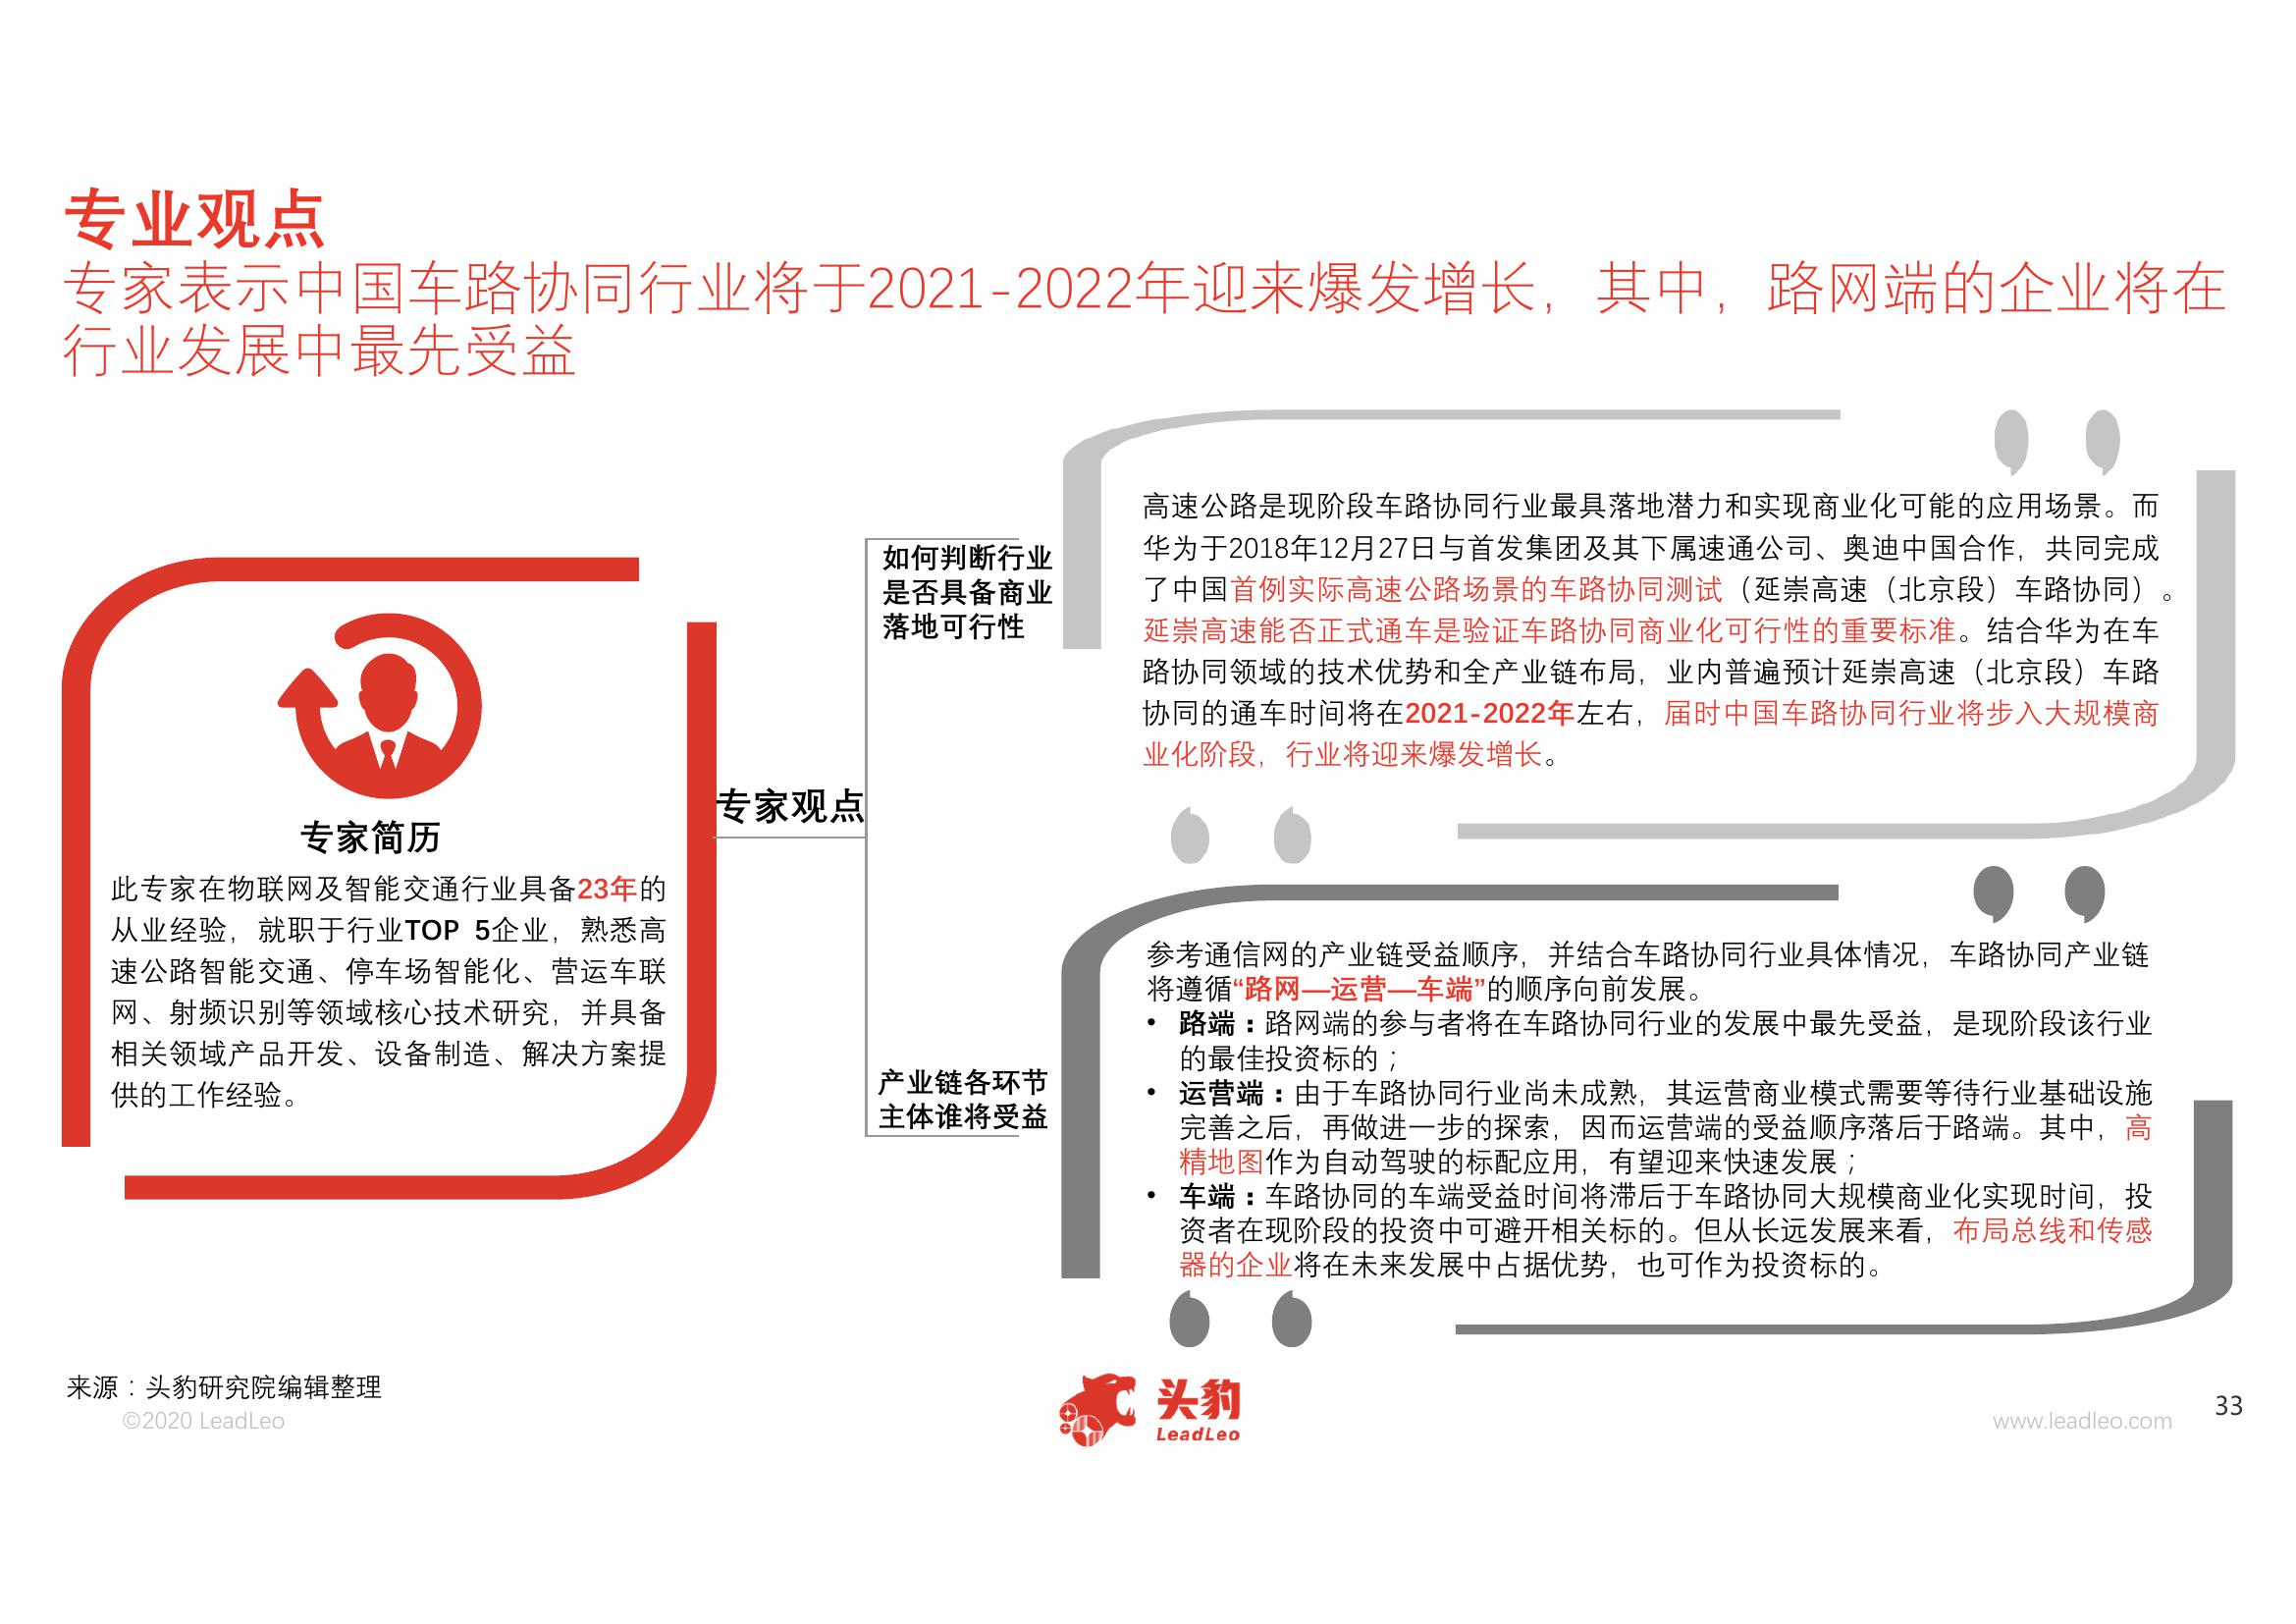 专业观点
专家表示中国车路协同行业将于2021-2022年迎来爆发增长，其中，路网端的企业将在
行业发展中最先受益
专家简历
此专家在物联网及智能交通行业具备23年的
从业经验，就职于行业TOP 5企业，熟悉高
速公路智能交通、停车场智能化、营运车联
网、射频识别等领域核心技术研究，并具备
相关领域产品开发、设备制造、解决方案提
供的工作经验。
专家观点
如何判断行业
是否具备商业
落地可行性
高速公路是现阶段车路协同行业最具落地潜力和实现商业化可能的应用场景。而
华为于2018年12月27日与首发集团及其下属速通公司、奥迪中国合作，共同完成
了中国首例实际高速公路场景的车路协同测试（延崇高速（北京段）车路协同）。
延崇高速能否正式通车是验证车路协同商业化可行性的重要标准。结合华为在车
路协同领域的技术优势和全产业链布局，业内普遍预计延崇高速（北京段）车路
协同的通车时间将在2021-2022年左右，届时中国车路协同行业将步入大规模商
业化阶段，行业将迎来爆发增长。
产业链各环节
主体谁将受益
参考通信网的产业链受益顺序，并结合车路协同行业具体情况，车路协同产业链
将遵循“路网—运营—车端”的顺序向前发展。
• 路端：路网端的参与者将在车路协同行业的发展中最先受益，是现阶段该行业
的最佳投资标的；
• 运营端：由于车路协同行业尚未成熟，其运营商业模式需要等待行业基础设施
完善之后，再做进一步的探索，因而运营端的受益顺序落后于路端。其中，高
精地图作为自动驾驶的标配应用，有望迎来快速发展；
• 车端：车路协同的车端受益时间将滞后于车路协同大规模商业化实现时间，投
资者在现阶段的投资中可避开相关标的。但从长远发展来看，布局总线和传感
器的企业将在未来发展中占据优势，也可作为投资标的。
来源：头豹研究院编辑整理
©2020 LeadLeo
头豹
LeadLeo
www.leadleo.com
33